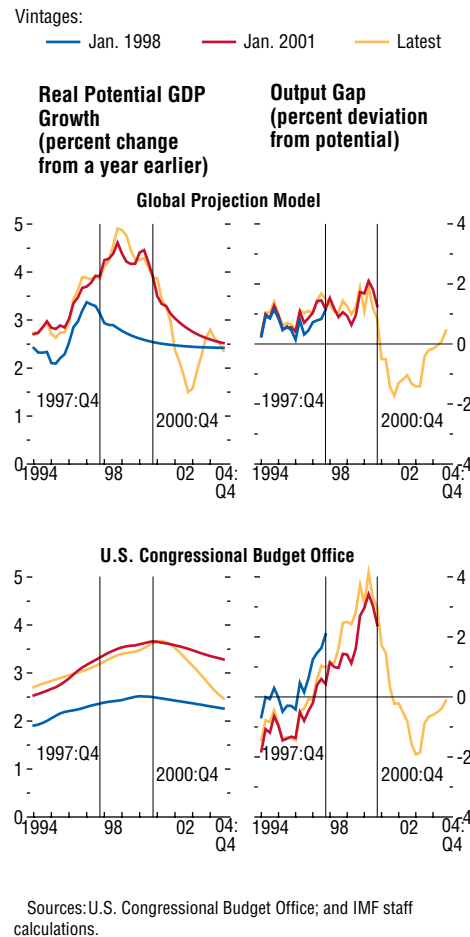 Vintages:
Jan. 1998 Jan. 2001 Latest
Real Potential GDP
Growth
(percent change
from a year earlier)
Output Gap
(percent deviation
from potential)
Global Projection Model
5
4
3
2
1
0
1997:Q4
2000:Q4
1994 98 02 04:
Q4
4
2
0
-2
-4
1997:Q4
2000:Q4
1994 98 02 04:
Q4
U.S. Congressional Budget Office
5
4
3
2
1
0
1997:Q4
2000:Q4
1994 98 02 04:
Q4
4
2
0
-2
-4
1997:Q4
2000:Q4
1994 98 02 04:
Q4
Sources: U.S. Congressional Budget Office; and IMF staff
calculations.